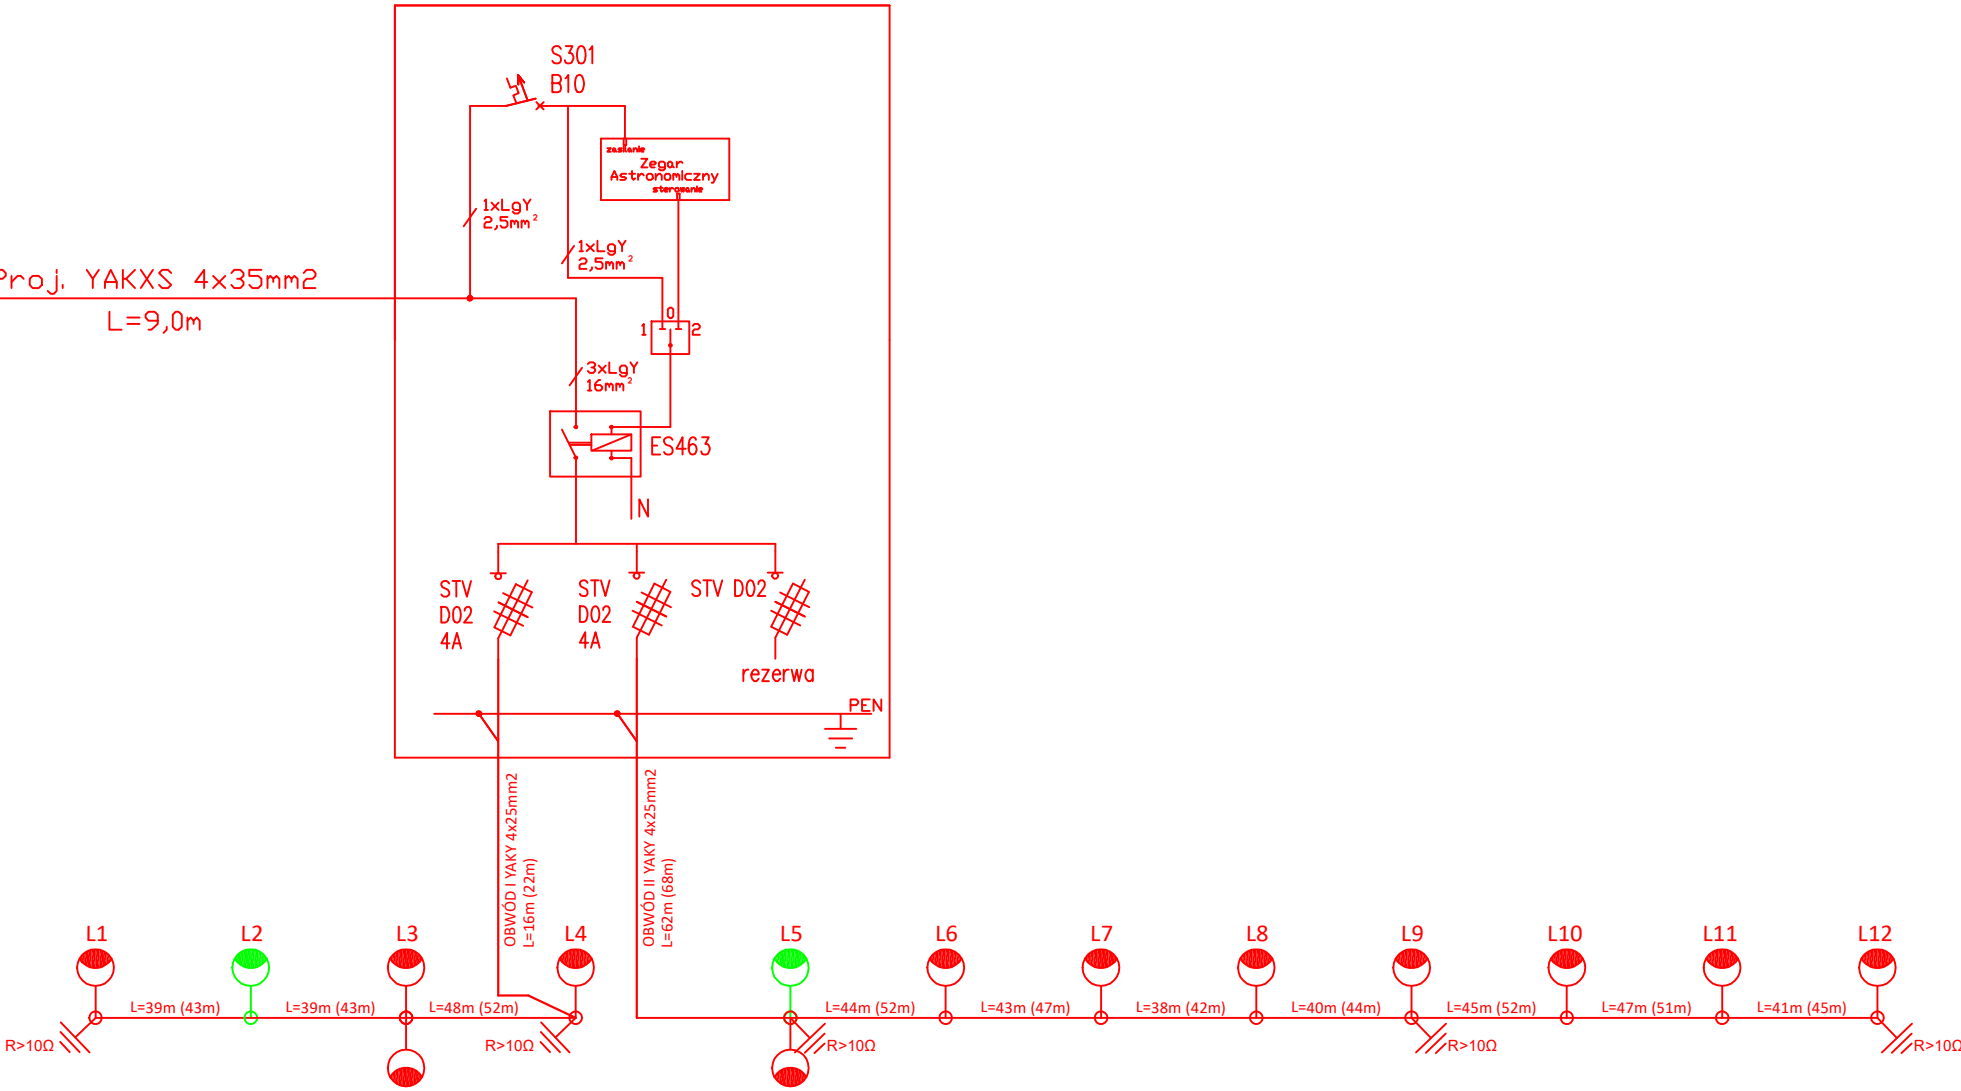 S301
B10
zasilanie
Zegar
Astronomiczny
sterowanie
1xLgY
2,5mm²
1xLgY
2,5mm²
Proj. YAKXS 4x35mm2
L=9,0m
0
1
2
3xLgY
16mm²
ES463
N
STV
D02
4A
STV
D02
4A
STV D02
rezerwa
PEN
OBWÓD I YAKY 4x25mm2
L=16m (22m)
OBWÓD II YAKY 4x25mm2
L=62m (68m)
L1
L2
L3
L4
L5
L6
L7
L8
L9
L10
L11
L12
L=39m (43m)
L=39m (43m)
L=48m (52m)
L=44m (52m)
L=43m (47m)
L=38m (42m)
L=40m (44m)
L=45m (52m)
L=47m (51m)
L=41m (45m)
R>10Ω
R>10Ω
R>10Ω
R>10Ω
R>10Ω